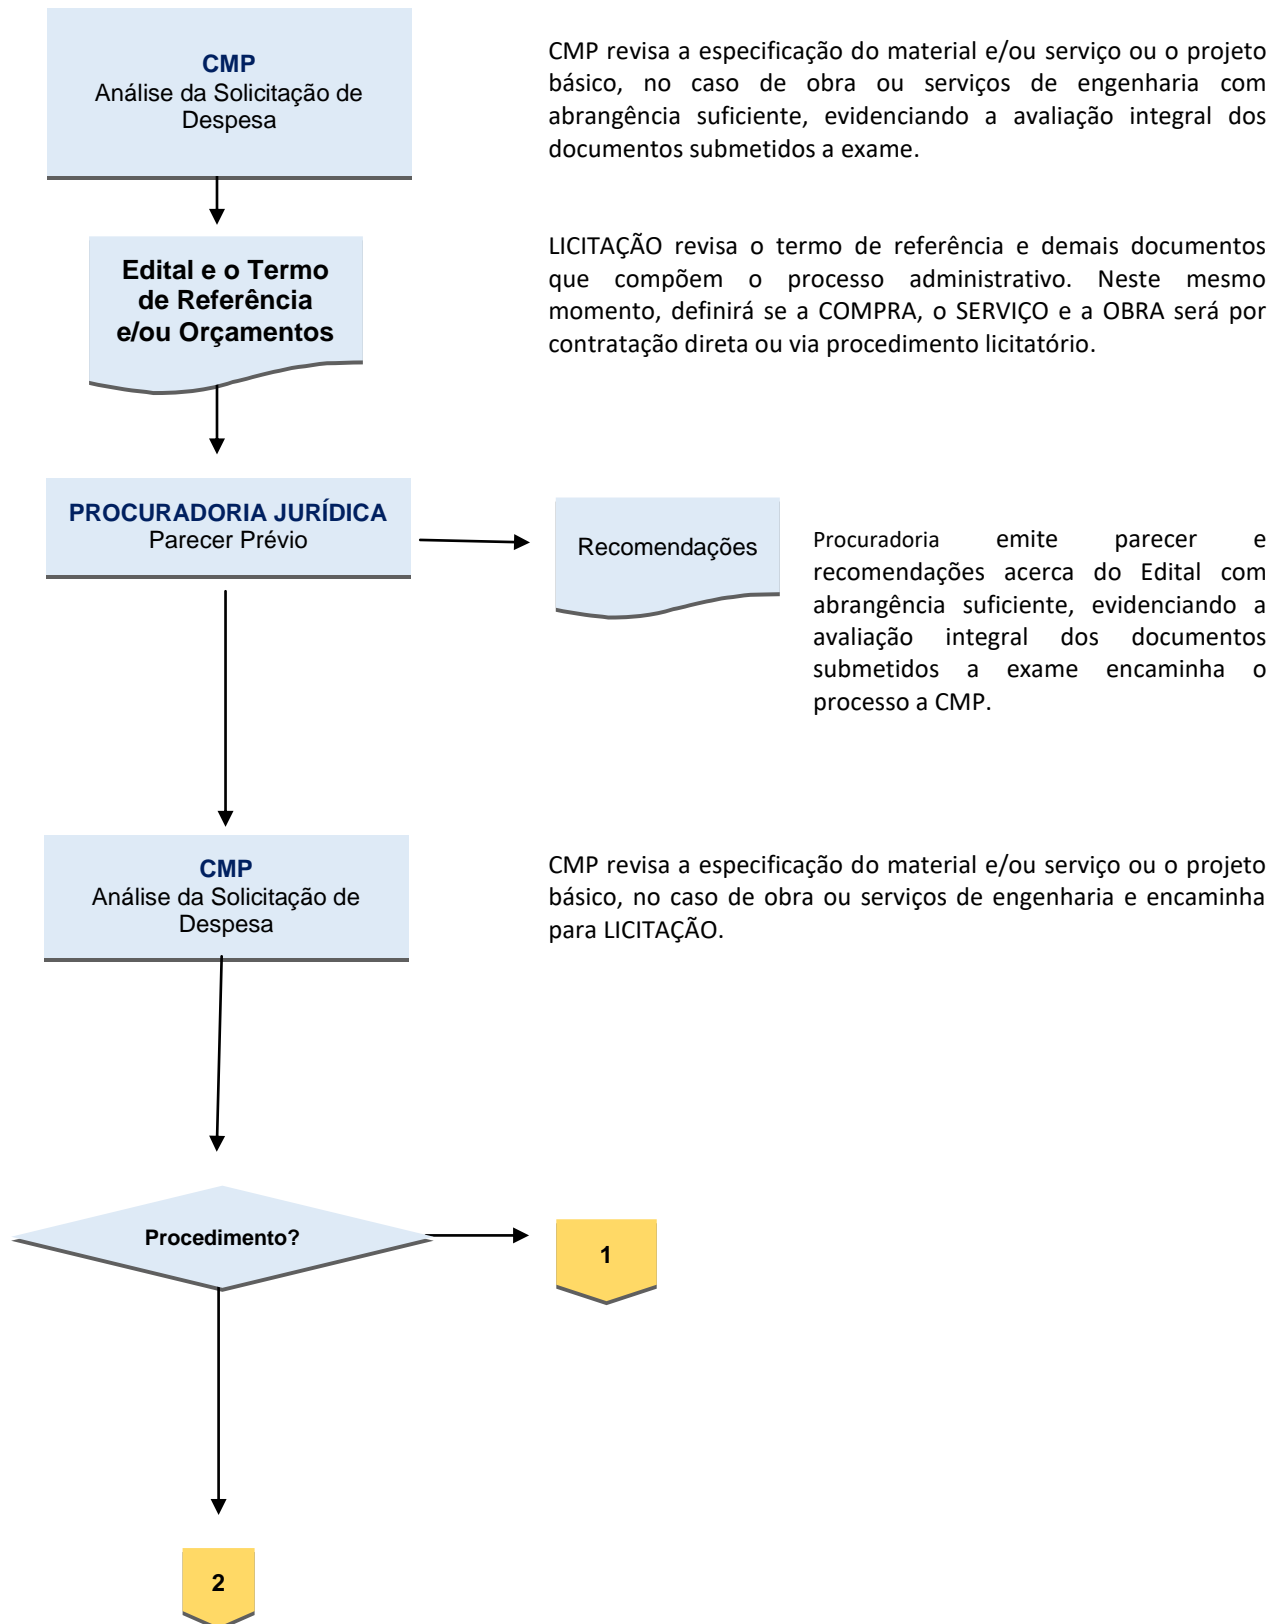 CMP
Análise da Solicitação de
Despesa
CMP revisa a especificação do material e/ou serviço ou o projeto
básico, no caso de obra ou serviços de engenharia com
abrangência suficiente, evidenciando a avaliação integral dos
documentos submetidos a exame.
Edital e o Termo
de Referência
e/ou Orçamentos
LICITAÇÃO revisa o termo de referência e demais documentos
que compõem o processo administrativo. Neste mesmo
momento, definirá se a COMPRA, o SERVIÇO e a OBRA será por
contratação direta ou via procedimento licitatório.
PROCURADORIA JURÍDICA
Parecer Prévio
Recomendações
Procuradoria emite parecer e
recomendações acerca do Edital com
abrangência suficiente, evidenciando a
avaliação integral dos documentos
submetidos a exame encaminha o
processo a CMP.
CMP
Análise da Solicitação de
Despesa
CMP revisa a especificação do material e/ou serviço ou o projeto
básico, no caso de obra ou serviços de engenharia e encaminha
para LICITAÇÃO.
Procedimento?
1
2